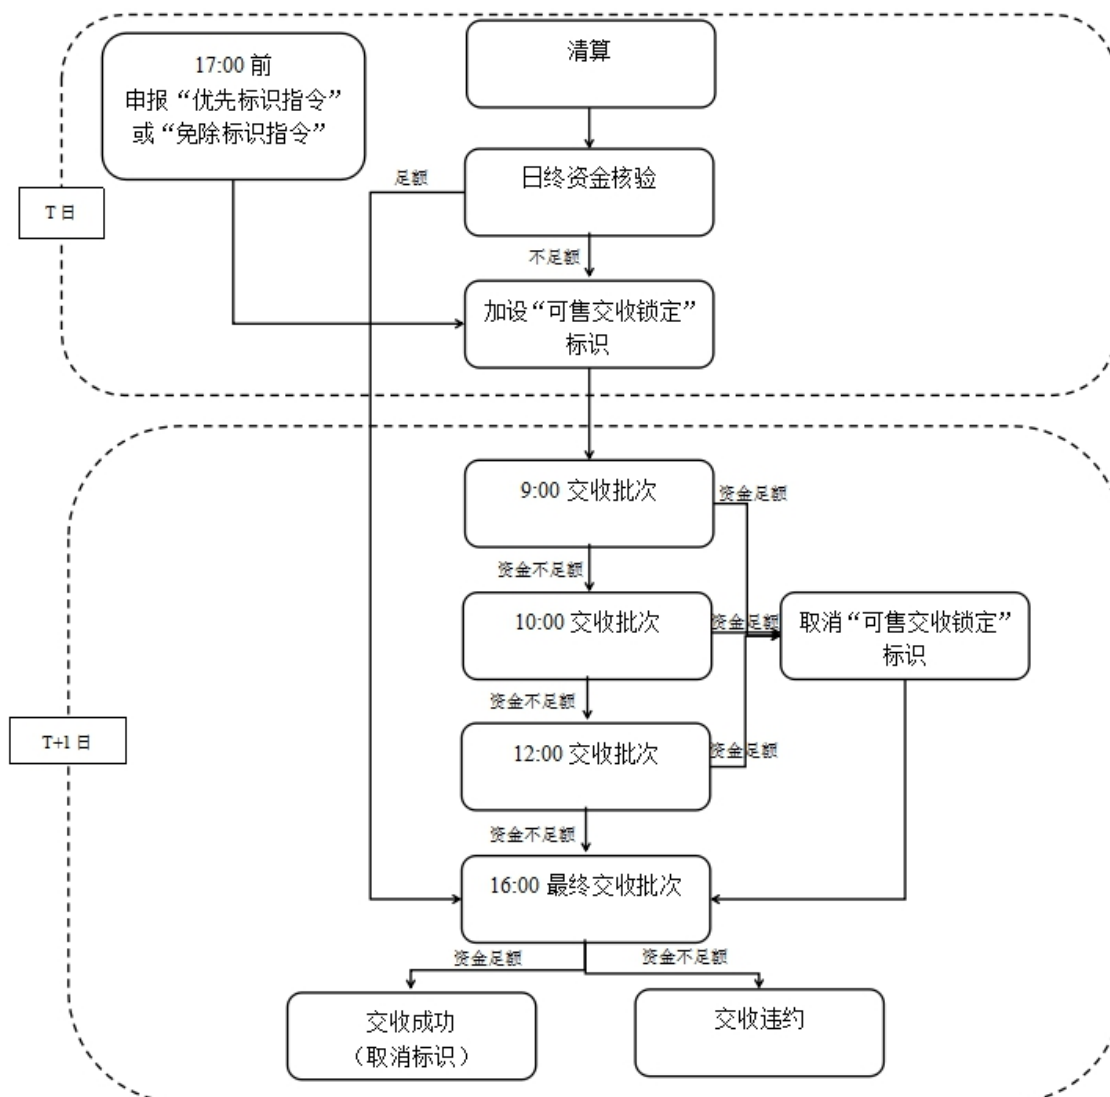 17:00 前
申报“优先标识指令”
或“免除标识指令”
清算
足额
日终资金核验
T 日
不足额
加设“可售交收锁定”
标识
9:00 交收批次
资金足额
资金不足额
10:00 交收批次
资金足额
取消“可售交收锁定”
标识
资金不足额
T+1 日
12:00 交收批次
资金足额
资金不足额
16:00 最终交收批次
资金足额
资金不足额
交收成功
（取消标识）
交收违约